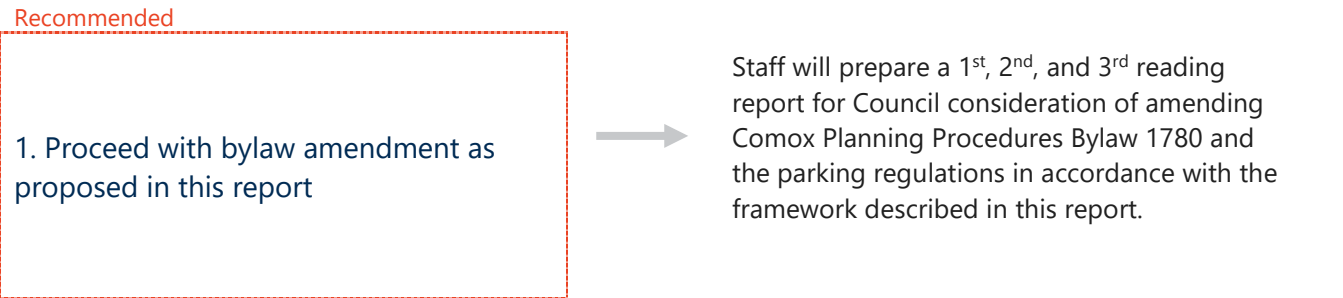 Recommended
1. Proceed with bylaw amendment as
proposed in this report
Staff will prepare a 1st, 2nd, and 3rd reading
report for Council consideration of amending
Comox Planning Procedures Bylaw 1780 and
the parking regulations in accordance with the
framework described in this report.